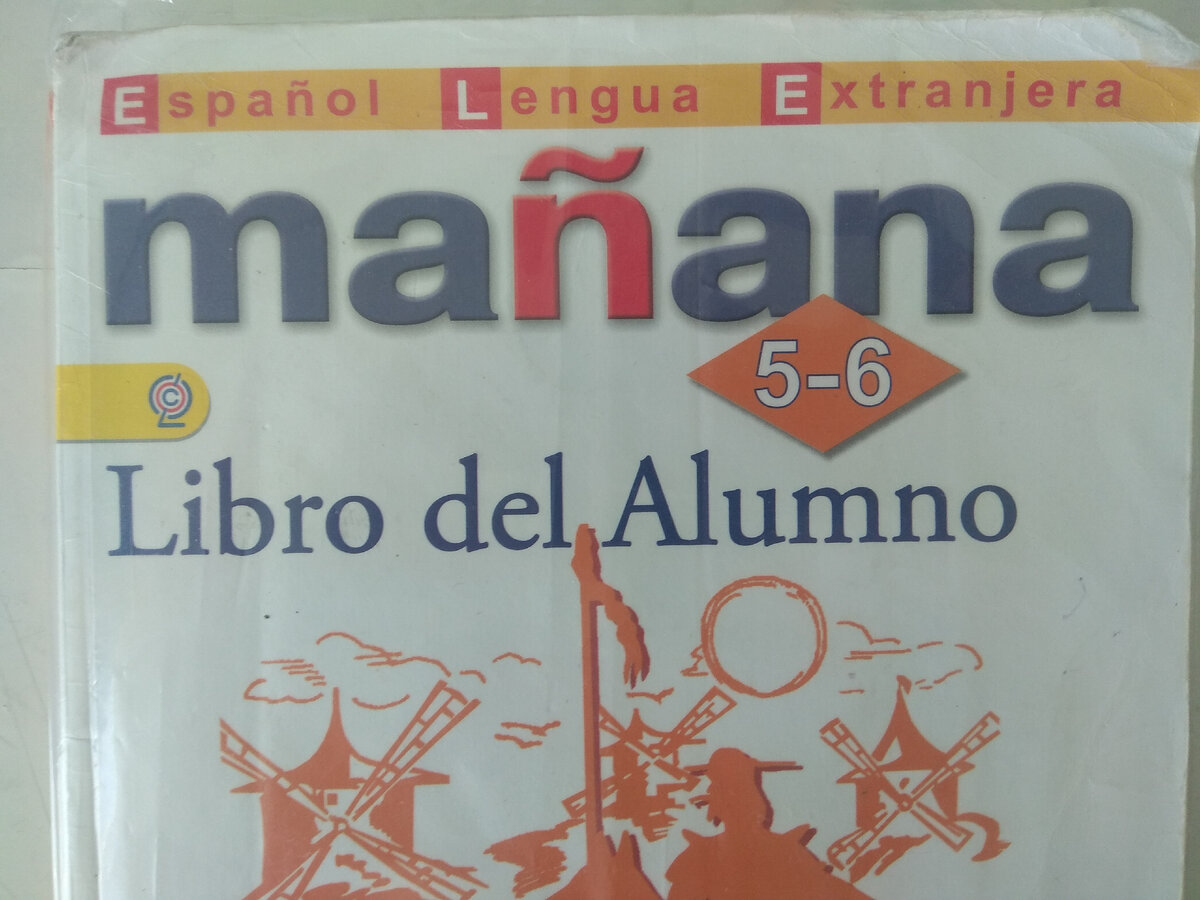 Español Lengua Extranjera
mañana
5-6
C
Libro del Alumno